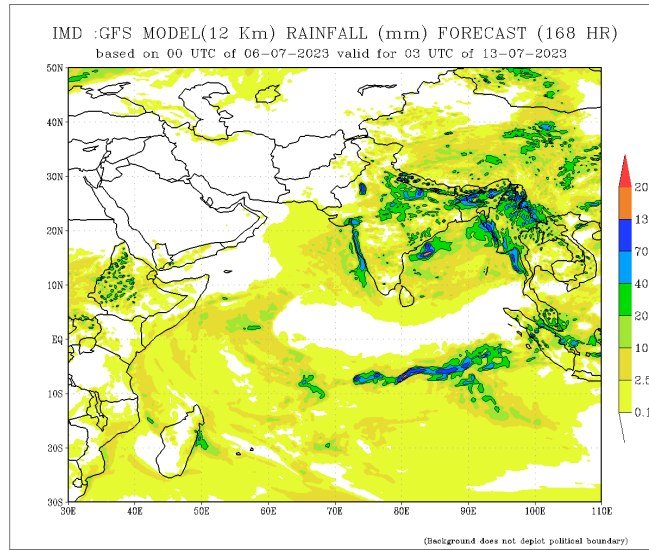 IMD :GFS MODEL(12 Km) RAINFALL (mm) FORECAST (168 HR)
based on 00 UTC of 06-07-2023 valid for 03 UTC of 13-07-2023
50N
40N
30N
20N
10N
EQ
10S
20S
30S
30E 40E 50E 60E 70E 80E 90E 100E 110E
20
13
70
40
20
10
2.5
0.1
(Background does not depict political boundary)